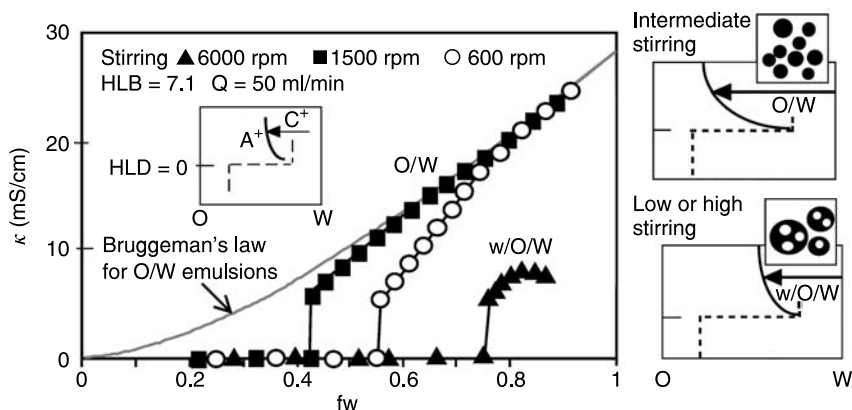 30
Stirring ▲ 6000 rpm ■ 1500 rpm ○ 600 rpm
HLB = 7.1 Q = 50 ml/min
20
C⁺
A⁺
HLD = 0
O W
O/W
κ (mS/cm)
10
Bruggeman's law
for O/W emulsions
w/O/W
0
0 0.2 0.4 0.6 0.8 1
fw
Intermediate
stirring
O/W
Low or high
stirring
w/O/W
O W